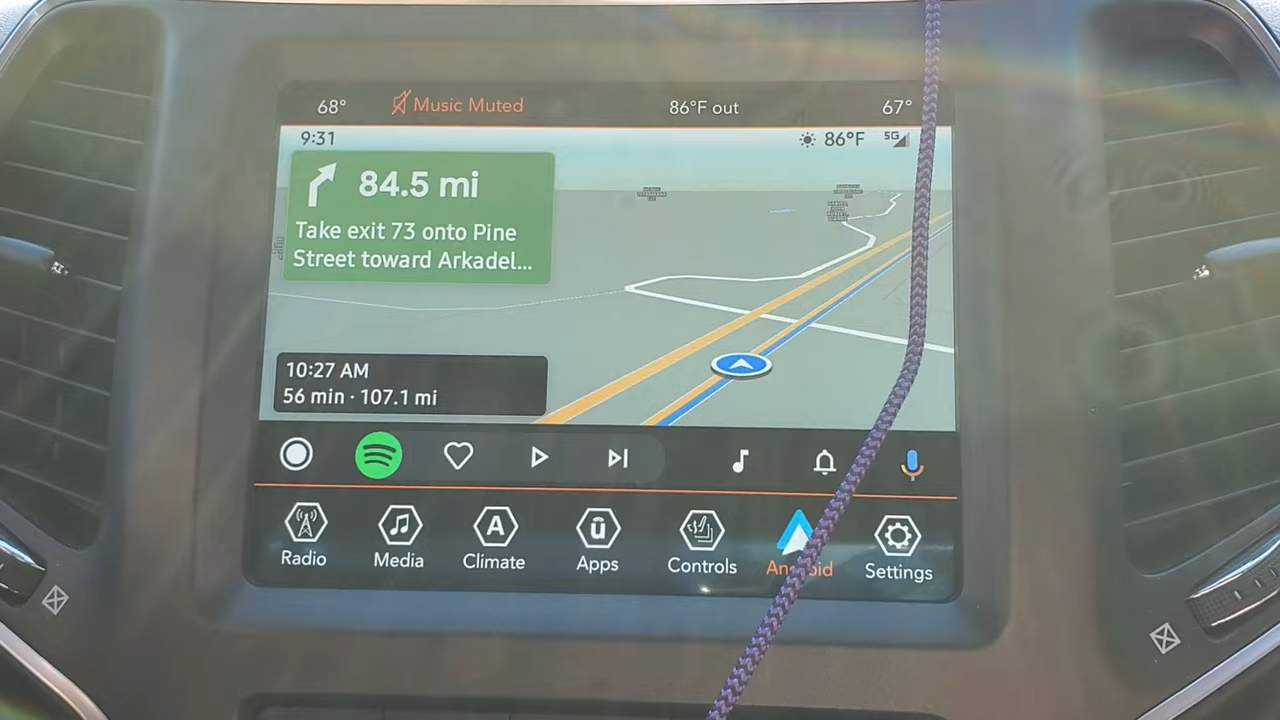 68°
Music Muted
86°F out
67°
9:31
86°F
5G
84.5 mi
Take exit 73 onto Pine
Street toward Arkadel...
10:27 AM
56 min · 107.1 mi
A
ū
Radio
Media
Climate
Apps
Controls
Android
Settings